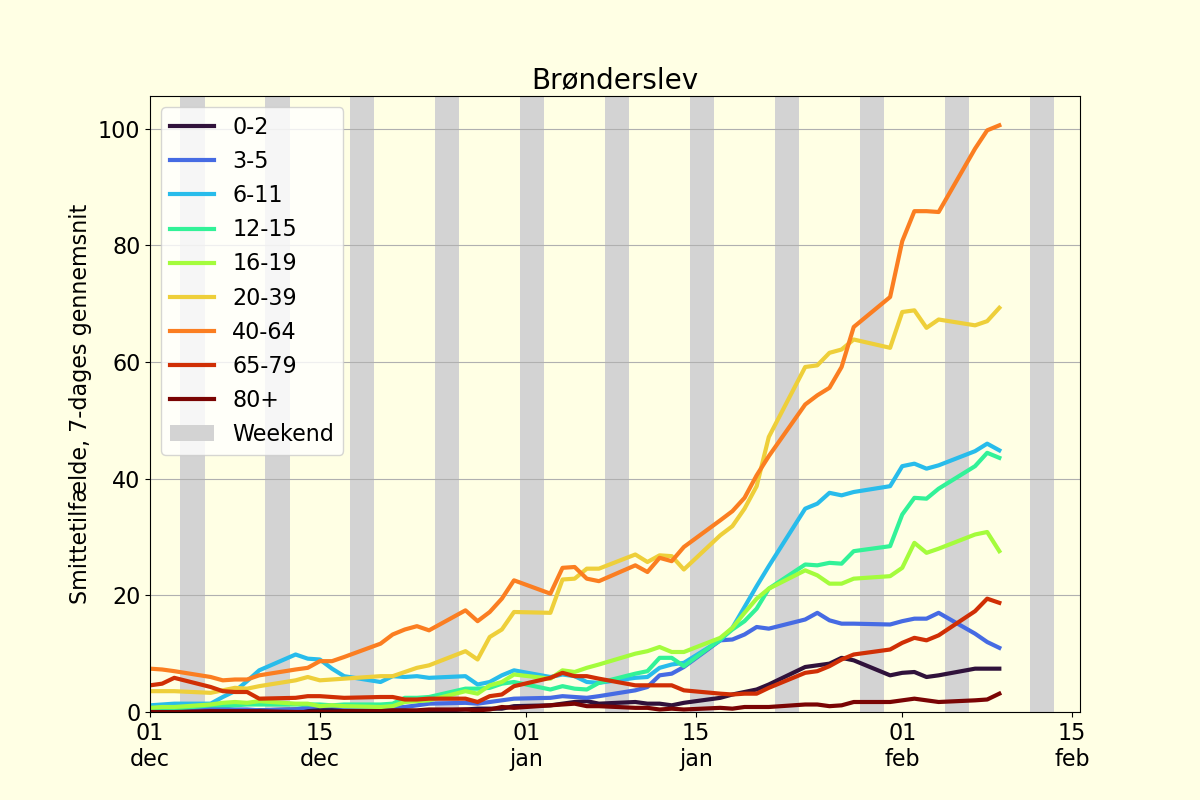 Brønderslev
Smittetilfælde, 7-dages gennemsnit
100
80
60
40
20
0
0-2
3-5
6-11
12-15
16-19
20-39
40-64
65-79
80+
Weekend
01 dec
15 dec
01 jan
15 jan
01 feb
15 feb